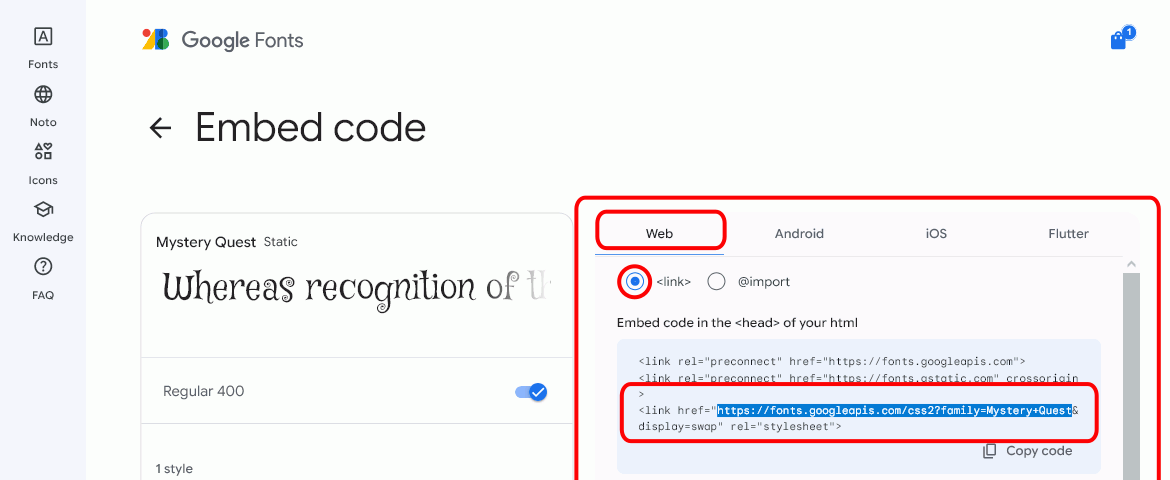 Fonts
Noto
Icons
Knowledge
FAQ
Google Fonts
1
Embed code
Mystery Quest Static
Whereas recognition of th
Regular 400
1 style
Web Android iOS Flutter
<link> @import
Embed code in the <head> of your html
<link rel="preconnect" href="https://fonts.googleapis.com">
<link rel="preconnect" href="https://fonts.gstatic.com" crossorigin
>
<link href="https://fonts.googleapis.com/css2?family=Mystery+Quest&
display=swap" rel="stylesheet">
Copy code